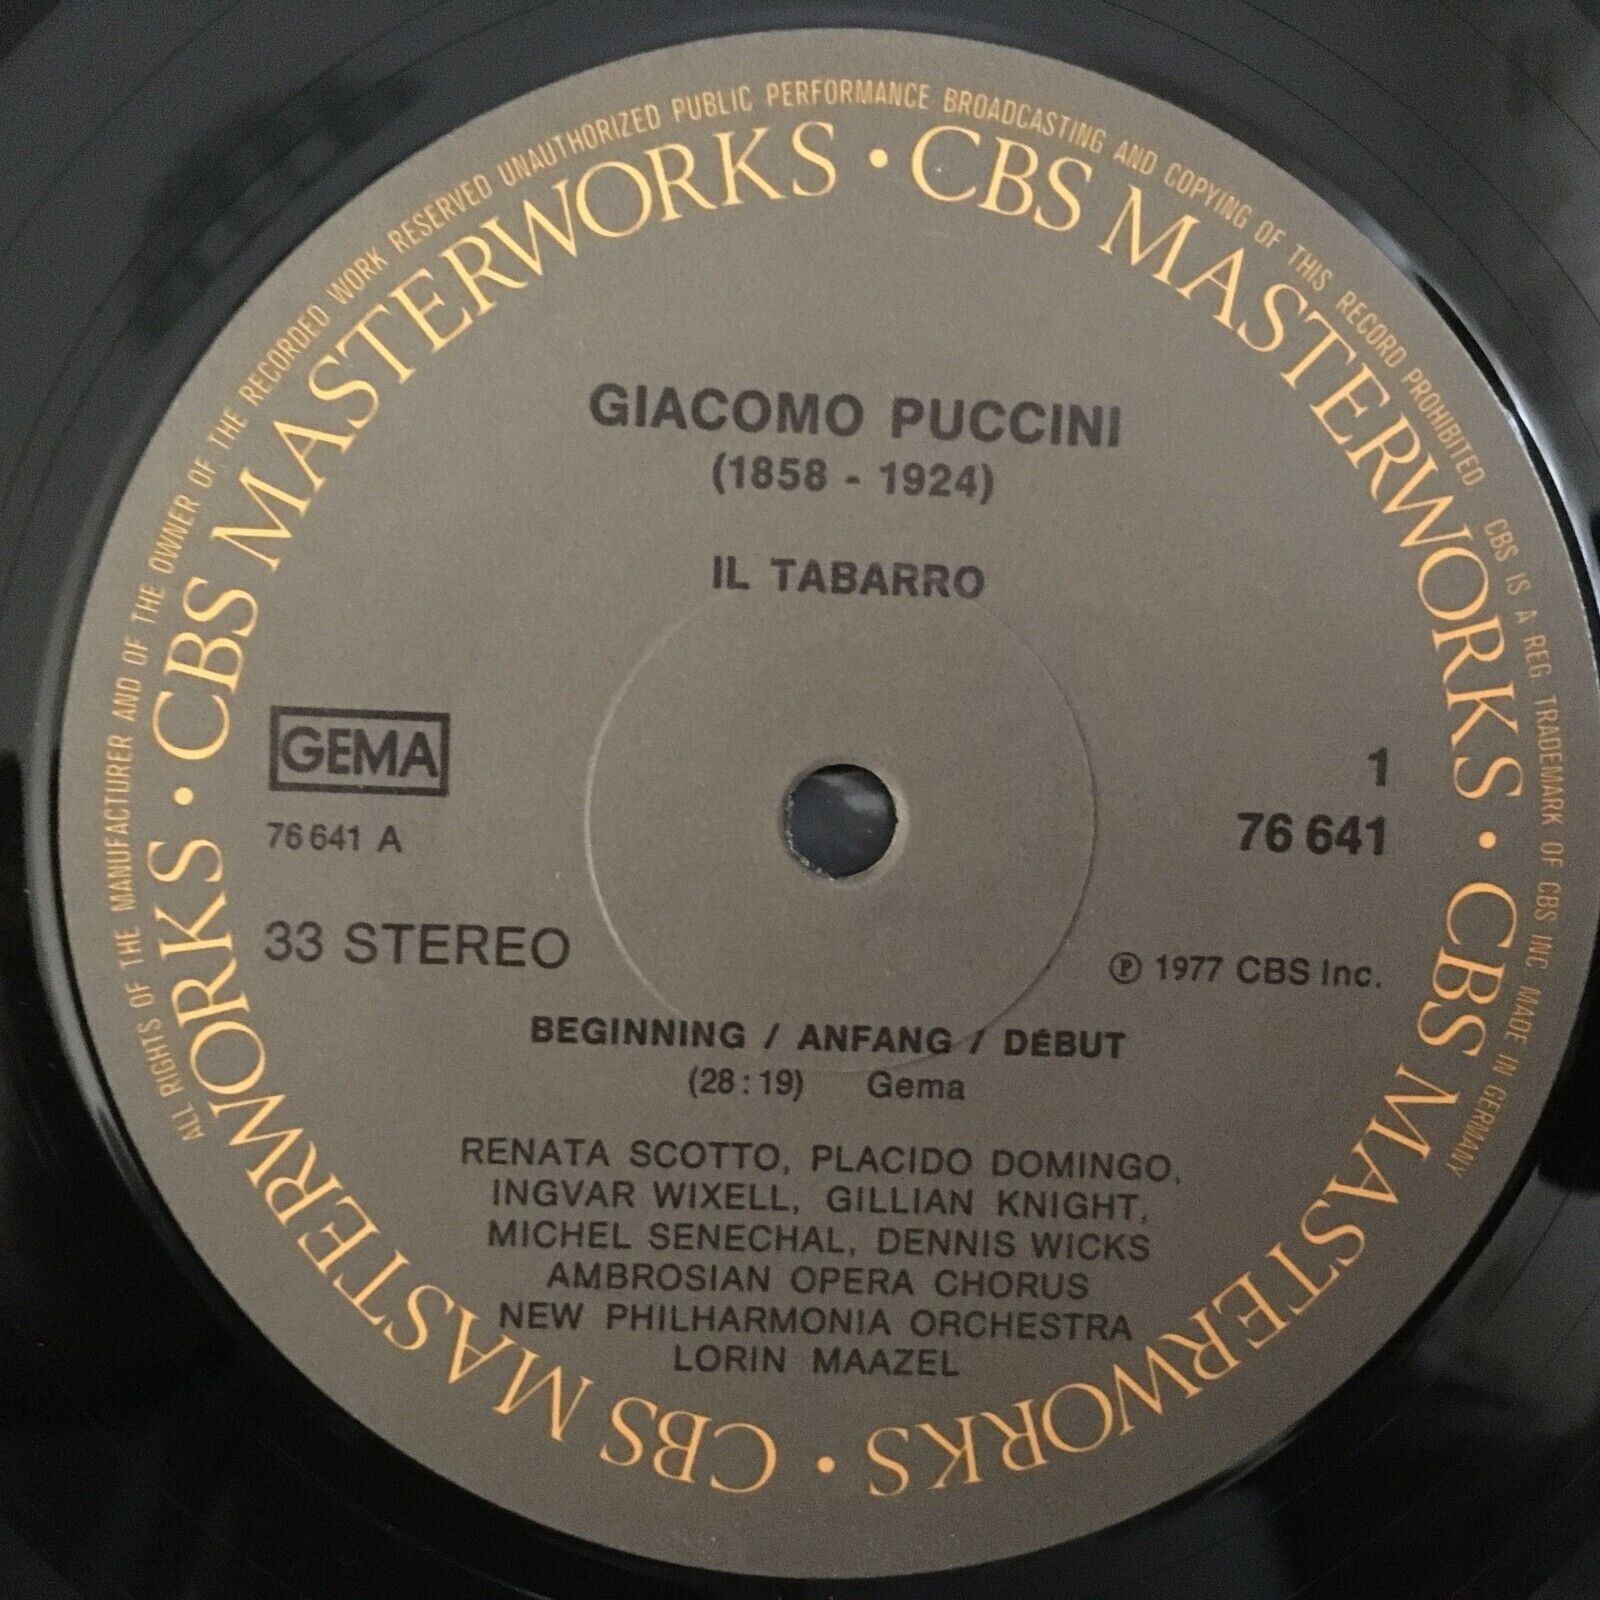 ALL RIGHTS OF THE MANUFACTURER AND OF THE OWNER OF THE RECORDED WORK RESERVED UNAUTHORIZED PUBLIC PERFORMANCE BROADCASTING AND COPYING OF THIS RECORD PROHIBITED.
CBS IS A REG TRADEMARK OF CBS INC MADE IN GERMANY
CBS MASTERWORKS • CBS MASTERWORKS • CBS MASTERWORKS • CBS MASTERWORKS •
GIACOMO PUCCINI
(1858 - 1924)
IL TABARRO
GEMA
76 641 A
33 STEREO
1
76 641
℗ 1977 CBS Inc.
BEGINNING / ANFANG / DÉBUT
(28:19) Gema
RENATA SCOTTO, PLACIDO DOMINGO,
INGVAR WIXELL, GILLIAN KNIGHT,
MICHEL SENECHAL, DENNIS WICKS
AMBROSIAN OPERA CHORUS
NEW PHILHARMONIA ORCHESTRA
LORIN MAAZEL